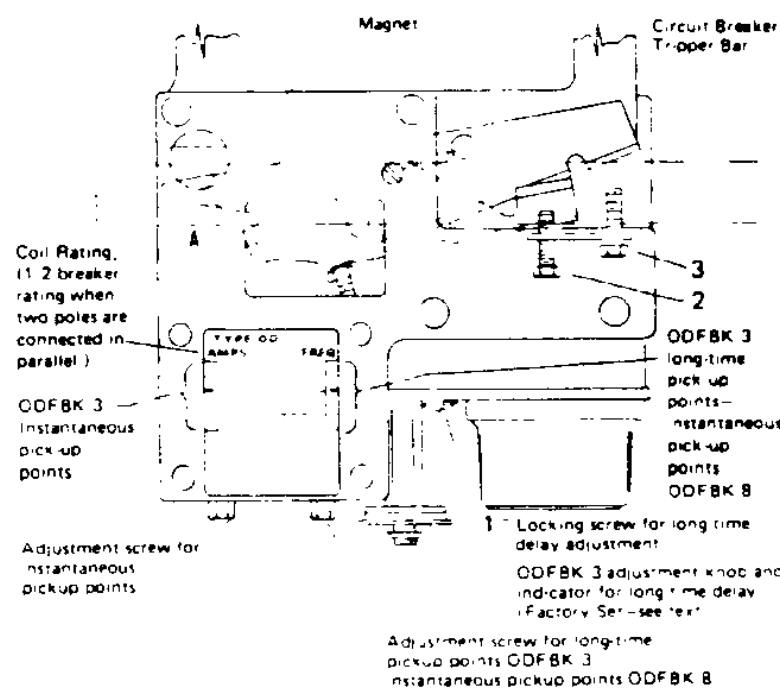 Magnet
Circuit Breaker
Tripper Bar
A
Coil Rating.
(1 2 breaker
rating when
two poles are
connected in
parallel )
3
2
TYPE OD
AMPS FREQ
ODFBK 3
Instantaneous
pick-up
points
ODFBK 3
long-time
pick up
points—
instantaneous
pick-up
points
ODFBK 8
Locking screw for long time
delay adjustment
Adjustment screw for
instantaneous
pickup points
ODFBK 3 adjustment knob and
indicator for long time delay
(Factory Set—see text
Adjustment screw for long-time
pickup points ODFBK 3
instantaneous pickup points ODFBK 8